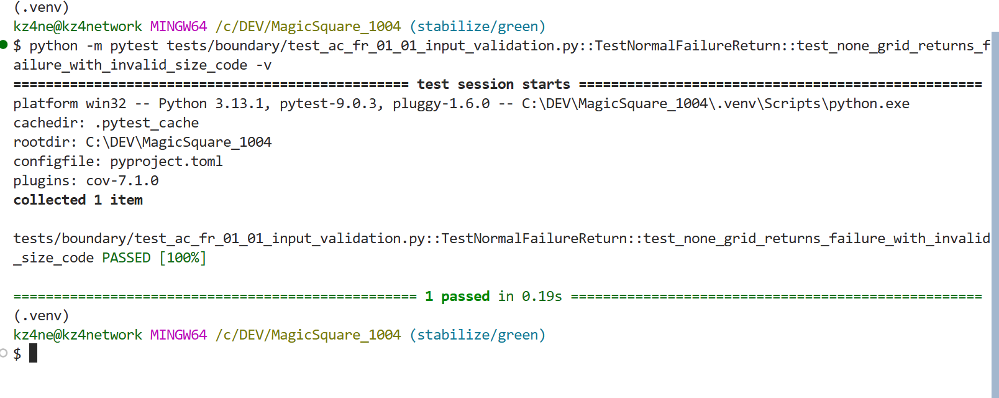 (.venv)
kz4ne@kz4network MINGW64 /c/DEV/MagicSquare_1004 (stabilize/green)
$ python -m pytest tests/boundary/test_ac_fr_01_01_input_validation.py::TestNormalFailureReturn::test_none_grid_returns_f
ailure_with_invalid_size_code -v
================================================= test session starts ==================================================
platform win32 -- Python 3.13.1, pytest-9.0.3, pluggy-1.6.0 -- C:\DEV\MagicSquare_1004\.venv\Scripts\python.exe
cachedir: .pytest_cache
rootdir: C:\DEV\MagicSquare_1004
configfile: pyproject.toml
plugins: cov-7.1.0
collected 1 item
tests/boundary/test_ac_fr_01_01_input_validation.py::TestNormalFailureReturn::test_none_grid_returns_failure_with_invalid
_size_code PASSED [100%]
================================================== 1 passed in 0.19s ===================================================
(.venv)
kz4ne@kz4network MINGW64 /c/DEV/MagicSquare_1004 (stabilize/green)
$